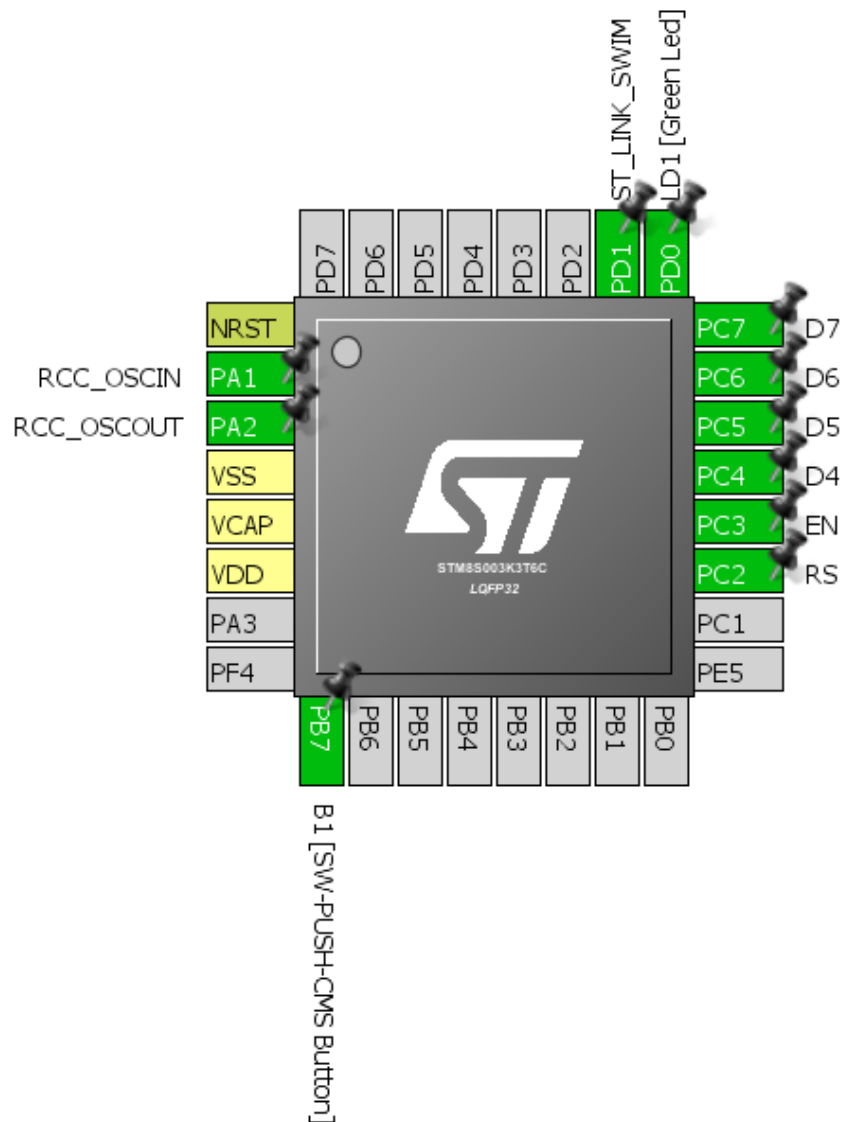 ST_LINK_SWIM
LD1 [Green Led]
PD7
PD6
PD5
PD4
PD3
PD2
PD1
PD0
NRST
RCC_OSCIN PA1
RCC_OSCOUT PA2
VSS
VCAP
VDD
PA3
PF4
ST
STM8S003K3T6C
LQFP32
PC7 D7
PC6 D6
PC5 D5
PC4 D4
PC3 EN
PC2 RS
PC1
PE5
PB7
PB6
PB5
PB4
PB3
PB2
PB1
PB0
B1 [SW-PUSH-CMS Button]